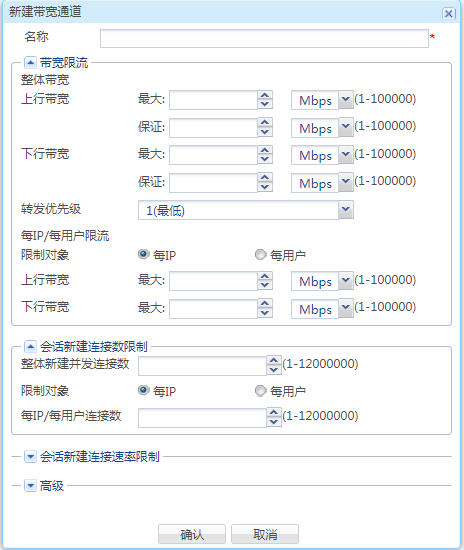 新建带宽通道
名称 *
带宽限流
整体带宽
上行带宽 最大: Mbps (1-100000)
保证: Mbps (1-100000)
下行带宽 最大: Mbps (1-100000)
保证: Mbps (1-100000)
转发优先级 1(最低)
每IP/每用户限流
限制对象 每IP 每用户
上行带宽 最大: Mbps (1-100000)
下行带宽 最大: Mbps (1-100000)
会话新建连接数限制
整体新建并发连接数 (1-12000000)
限制对象 每IP 每用户
每IP/每用户连接数 (1-12000000)
会话新建连接速率限制
高级
确认 取消